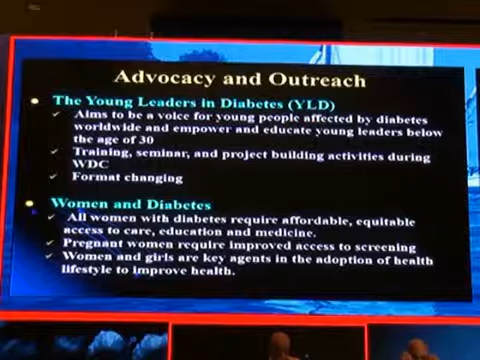 Advocacy and Outreach
The Young Leaders in Diabetes (YLD)
Aims to be a voice for young people affected by diabetes
worldwide and empower and educate young leaders below
the age of 30
Training, seminar, and project building activities during
WDC
Format changing
Women and Diabetes
All women with diabetes require affordable, equitable
access to care, education and medicine.
Pregnant women require improved access to screening
Women and girls are key agents in the adoption of health
lifestyle to improve health.